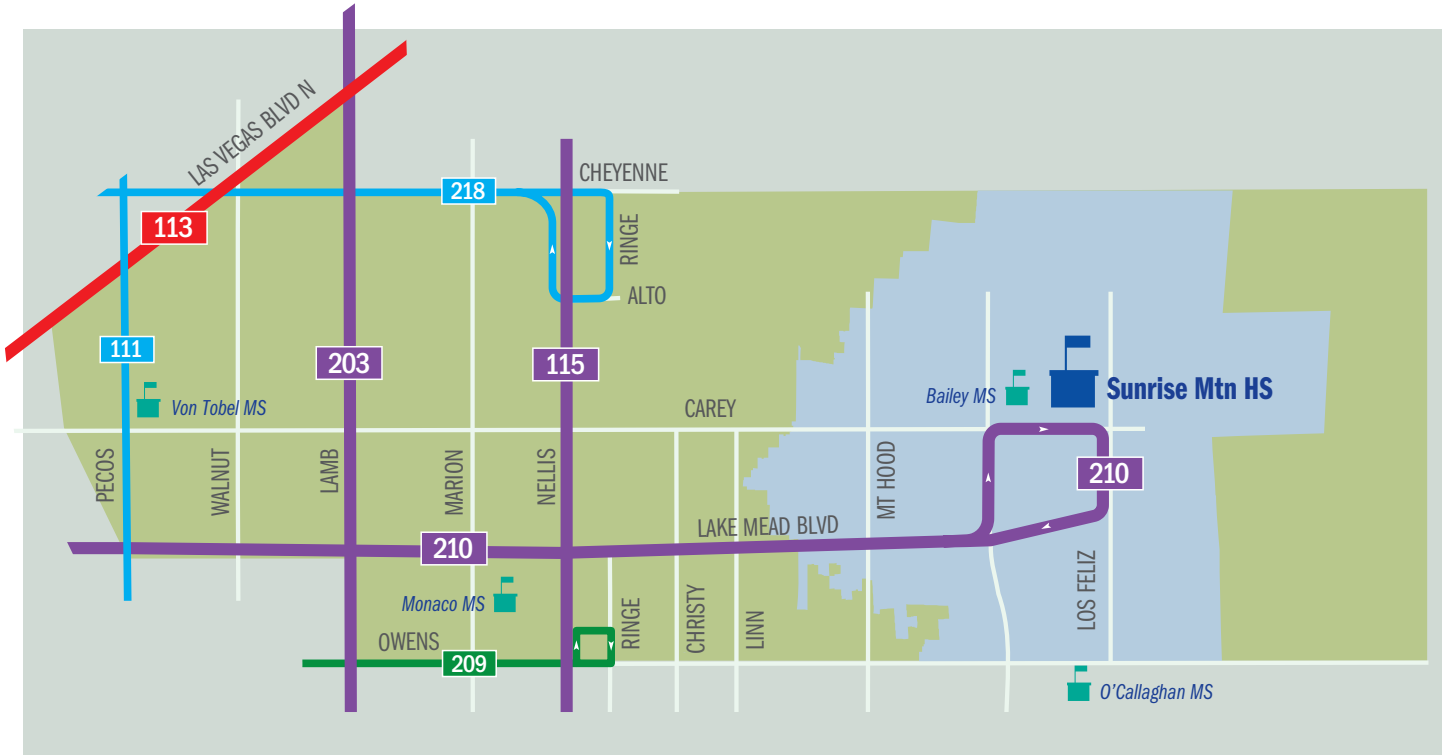 LAS VEGAS BLVD N
CHEYENNE
218
113
RINGE
ALTO
111
203
115
Sunrise Mtn HS
Bailey MS
Von Tobel MS
CAREY
PECOS
WALNUT
LAMB
MARION
NELLIS
MT HOOD
210
LAKE MEAD BLVD
210
Monaco MS
OWENS
209
RINGE
CHRISTY
LINN
LOS FELIZ
O'Callaghan MS